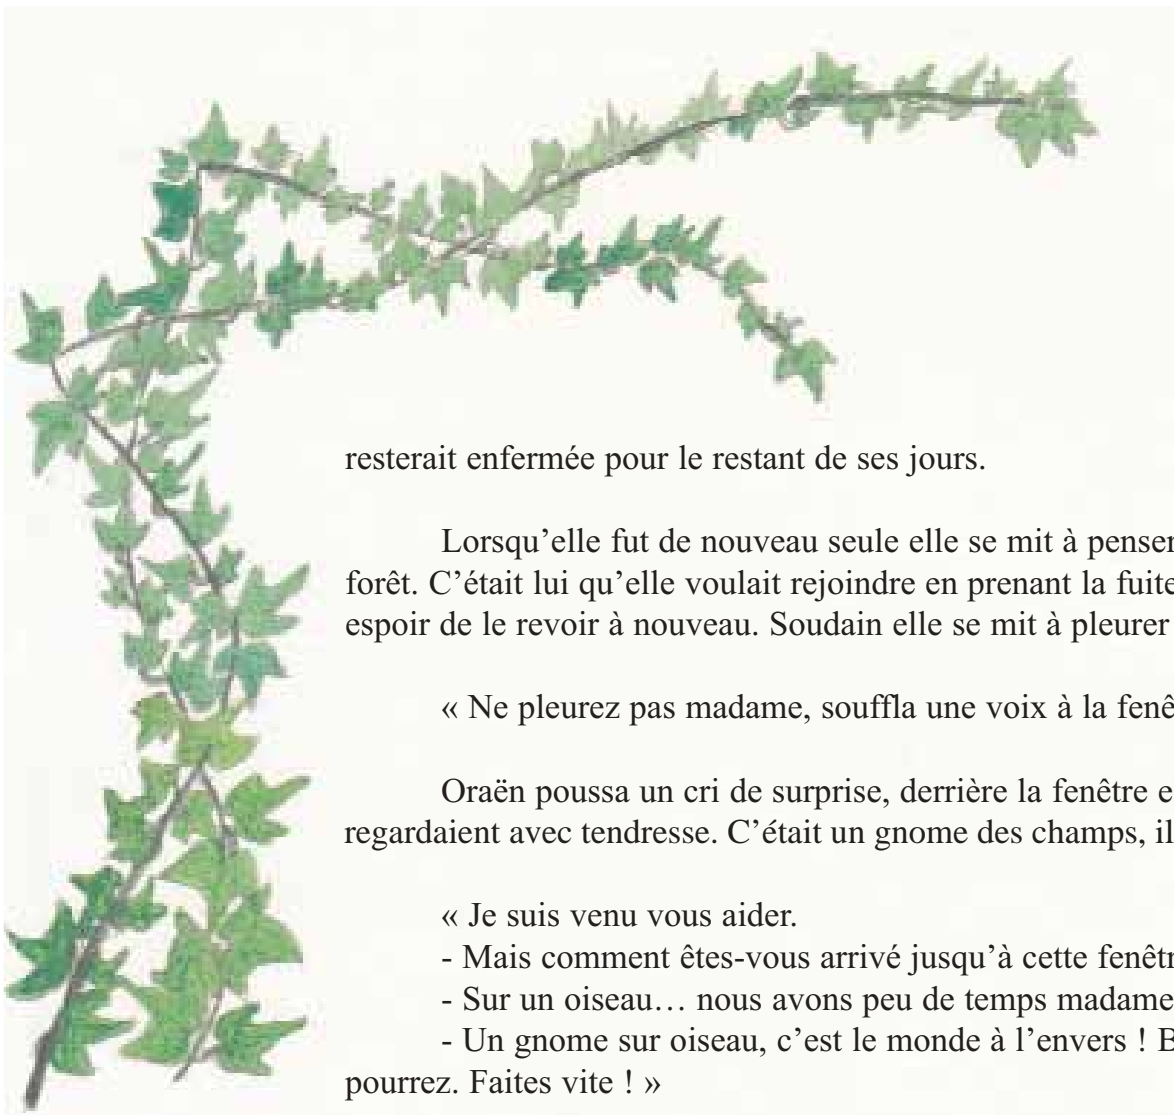 resterait enfermée pour le restant de ses jours.
Lorsqu’elle fut de nouveau seule elle se mit à penser
forêt. C’était lui qu’elle voulait rejoindre en prenant la fuite
espoir de le revoir à nouveau. Soudain elle se mit à pleurer
« Ne pleurez pas madame, souffla une voix à la
Oraën poussa un cri de surprise, derrière la fenêtre
regardaient avec tendresse. C’était un gnome des champs, il
« Je suis venu vous aider.
- Mais comment êtes-vous arrivé jusqu’à cette
- Sur un oiseau… nous avons peu de temps madame
- Un gnome sur oiseau, c’est le monde à l’envers !
pourrez. Faites vite ! »